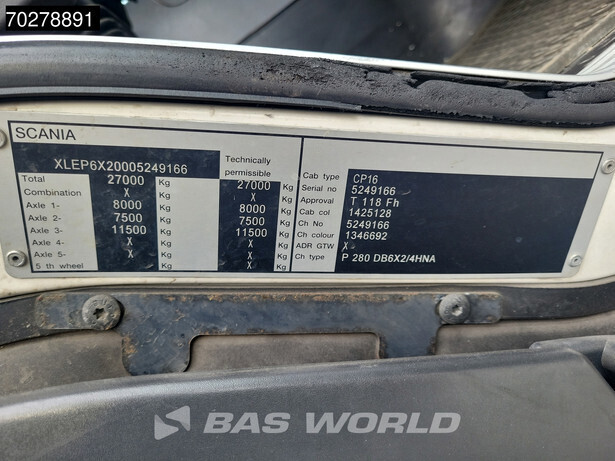 70278891
SCANIA
XLEP6X20005249166
Technically permissible
Total 27000 Kg 27000 Kg
Combination X Kg X Kg
Axle 1- 8000 Kg 8000 Kg
Axle 2- 7500 Kg 7500 Kg
Axle 3- 11500 Kg 11500 Kg
Axle 4- X Kg X Kg
Axle 5- X Kg X Kg
5 th wheel X Kg X Kg
Cab type CP16
Serial no 5249166
Approval T 118 Fh
Cab col 1425128
Ch No 5249166
Ch colour 1346692
ADR GTW X
Ch type P 280 DB6X2/4HNA
BAS WORLD